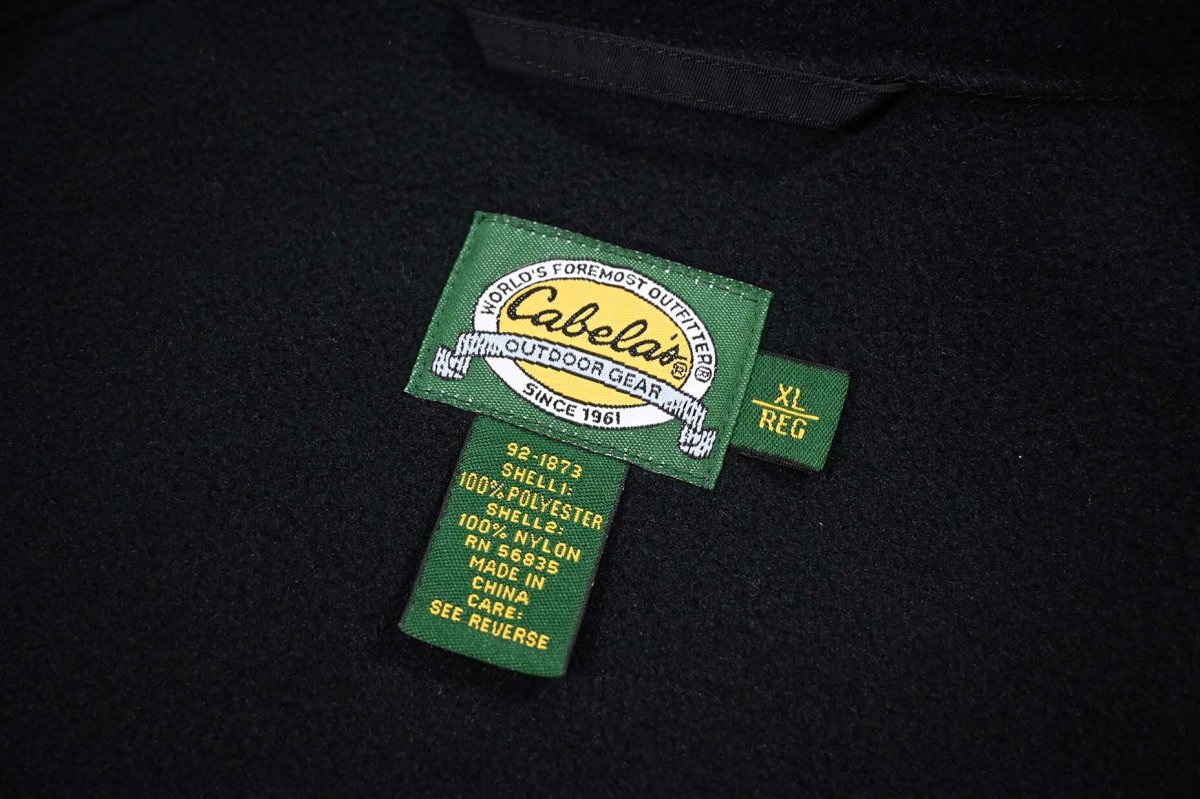 WORLD'S FOREMOST OUTFITTER®
Cabela's®
OUTDOOR GEAR
SINCE 1961
XL
REG
92-1873
SHELL1:
100% POLYESTER
SHELL2:
100% NYLON
RN 56835
MADE IN
CHINA
CARE:
SEE REVERSE